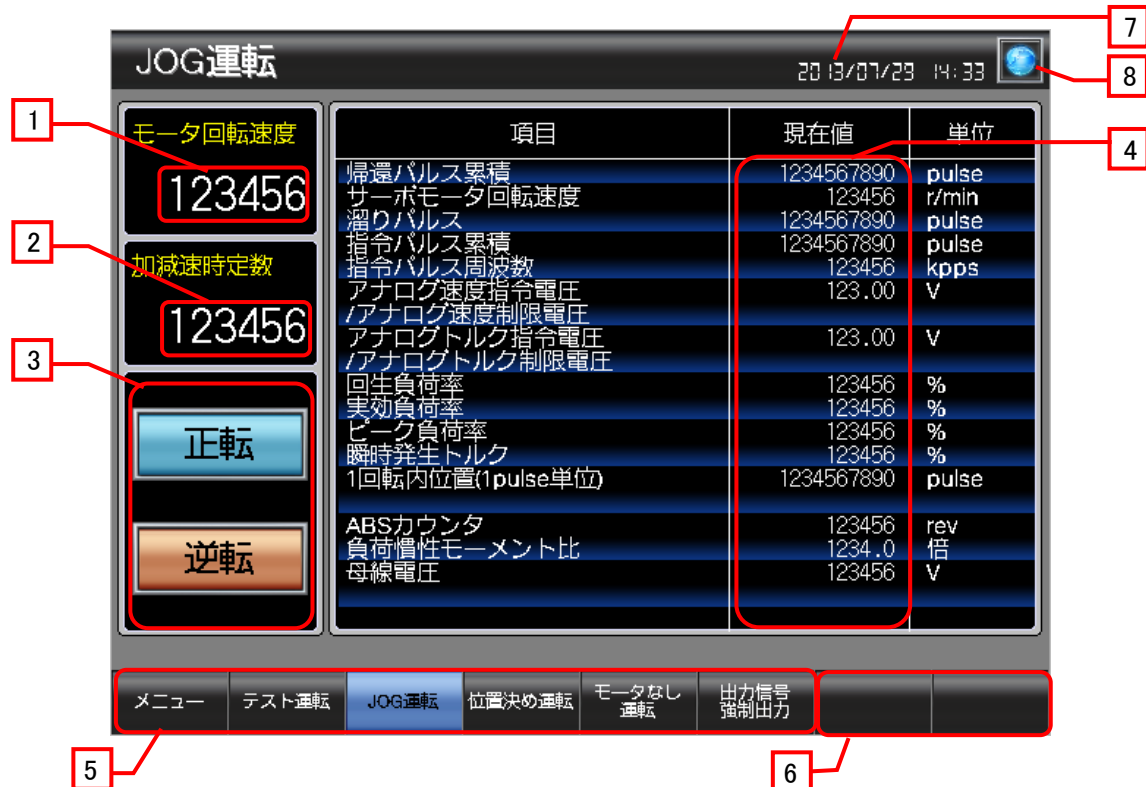 7
JOG運転
2013/07/29 14:33
8
1
モータ回転速度
項目
現在値
単位
4
123456
帰還パルス累積 1234567890 pulse
サーボモータ回転速度 123456 r/min
溜りパルス 1234567890 pulse
2
指令パルス累積 1234567890 pulse
加減速時定数
指令パルス周波数 123456 kpps
アナログ速度指令電圧 123.00 V
/アナログ速度制限電圧
123456
アナログトルク指令電圧 123.00 V
/アナログトルク制限電圧
3
回生負荷率 123456 %
実効負荷率 123456 %
ピーク負荷率 123456 %
瞬時発生トルク 123456 %
1回転内位置(1pulse単位) 1234567890 pulse
正転
ABSカウンタ 123456 rev
負荷慣性モーメント比 1234.0 倍
母線電圧 123456 V
逆転
メニュー
テスト運転
JOG運転
位置決め運転
モータなし
運転
出力信号
強制出力
5
6